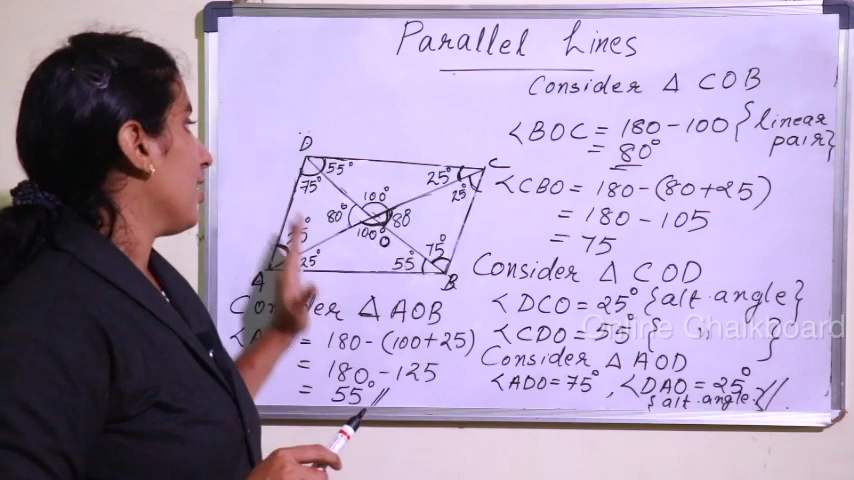 Parallel Lines
Consider △ COB
<BOC = 180 - 100 {linear pair}
= 80°
<CBO = 180 - (80+25)
= 180 - 105
= 75
Consider △ COD
<DCO = 25° {alt. angle}
<CDO = 55° { " }
Consider △ AOD
<ADO = 75° , <DAO = 25°
{alt. angle} //
D
55°
75°
C
25°
25°
100°
80°
80°
100°
O
25°
A
55°
75°
B
△ AOB
= 180 - (100+25)
= 180 - 125
= 55° //
Online Chalkboard